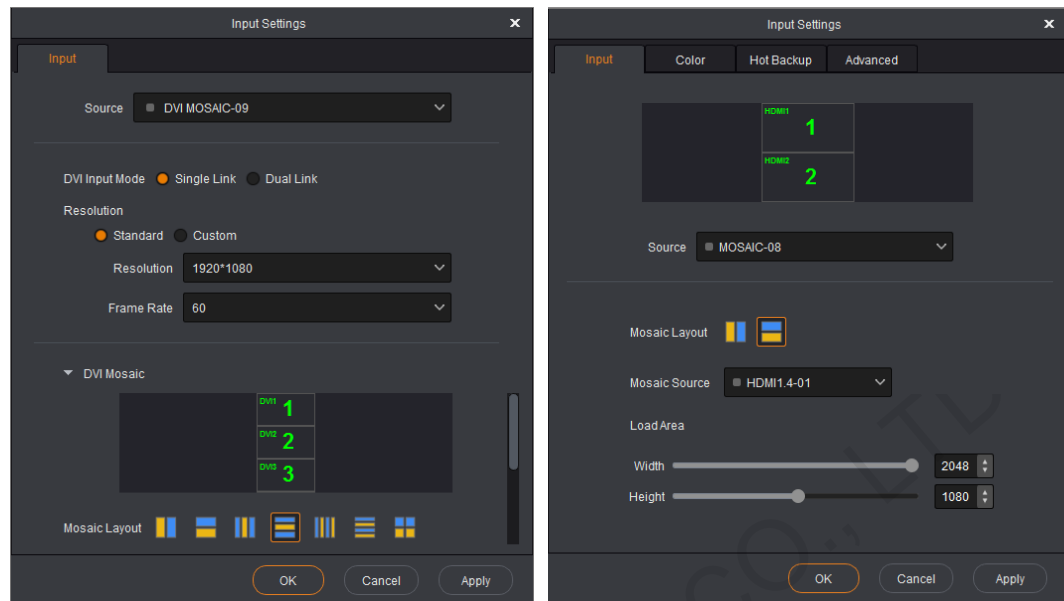 Input Settings
x
Input
Source DVI MOSAIC-09
DVI Input Mode Single Link Dual Link
Resolution
Standard Custom
Resolution 1920*1080
Frame Rate 60
DVI Mosaic
DVI1 1
DVI2 2
DVI3 3
Mosaic Layout
OK Cancel Apply
Input Settings
x
Input Color Hot Backup Advanced
HDMI1 1
HDMI2 2
Source MOSAIC-08
Mosaic Layout
Mosaic Source HDMI1.4-01
Load Area
Width 2048
Height 1080
OK Cancel Apply
CO., LTD